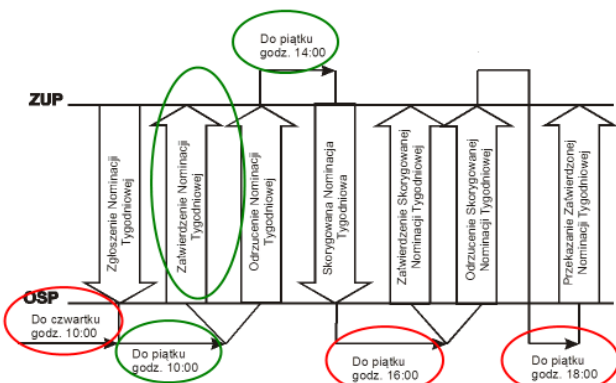 Do piątku
godz. 14:00
ZUP
Zgłoszenie Nominacji
Tygodniowej
Zatwierdzenie Nominacji
Tygodniowej
Odrzucenie Nominacji
Tygodniowej
Skorygowana Nominacja
Tygodniowa
Zatwierdzenie Skorygowanej
Nominacji Tygodniowej
Odrzucenie Skorygowanej
Nominacji Tygodniowej
Przekazanie Zatwierdzonej
Nominacji Tygodniowej
OSP
Do czwartku
godz. 10:00
Do piątku
godz. 10:00
Do piątku
godz. 16:00
Do piątku
godz. 18:00